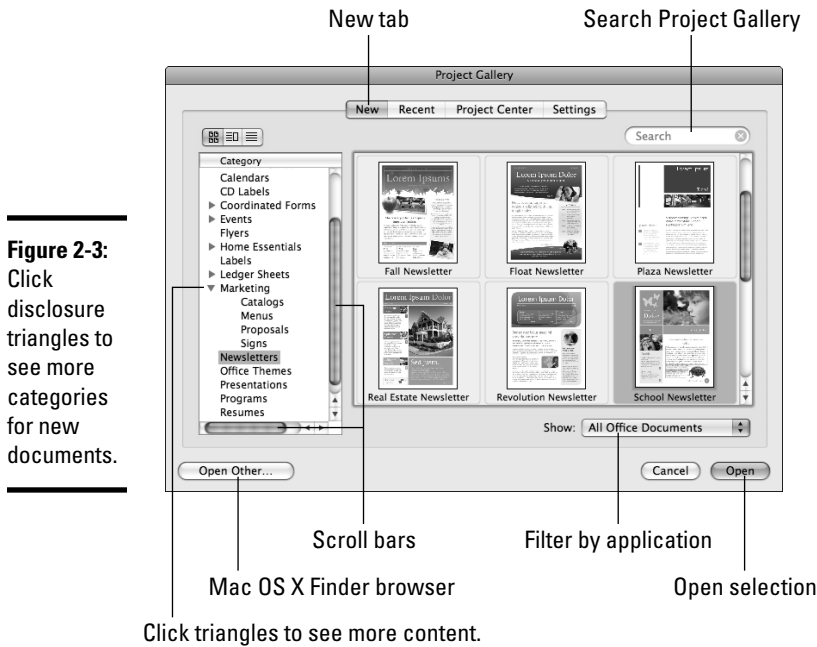 New tab
Search Project Gallery
Project Gallery
New Recent Project Center Settings
Search
Category
Calendars
CD Labels
Coordinated Forms
Events
Flyers
Home Essentials
Labels
Ledger Sheets
Marketing
Catalogs
Menus
Proposals
Signs
Newsletters
Office Themes
Presentations
Programs
Resumes
Lorem Ipsums
Lorem Ipsum Dolor
Fall Newsletter
Float Newsletter
Plaza Newsletter
Lorem Ipsum Dolor
Lorem Ipsum Dolor
Dolor
Real Estate Newsletter
Revolution Newsletter
School Newsletter
Show: All Office Documents
Open Other...
Cancel
Open
Figure 2-3:
Click
disclosure
triangles to
see more
categories
for new
documents.
Scroll bars
Filter by application
Mac OS X Finder browser
Open selection
Click triangles to see more content.